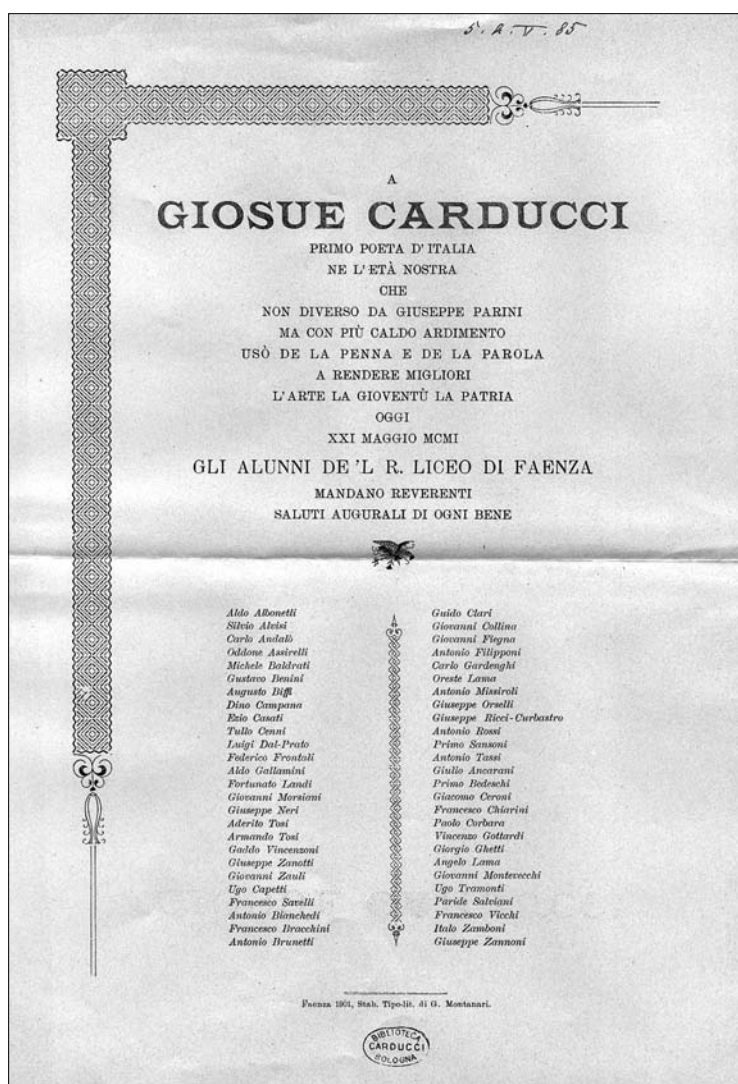 5. A. V. 85
A
GIOSUE CARDUCCI
PRIMO POETA D'ITALIA
NE L'ETÀ NOSTRA
CHE
NON DIVERSO DA GIUSEPPE PARINI
MA CON PIÙ CALDO ARDIMENTO
USÒ DE LA PENNA E DE LA PAROLA
A RENDERE MIGLIORI
L'ARTE LA GIOVENTÙ LA PATRIA
OGGI
XXI MAGGIO MCMI
GLI ALUNNI DE 'L R. LICEO DI FAENZA
MANDANO REVERENTI
SALUTI AUGURALI DI OGNI BENE
Aldo Albonetti
Silvio Alvisi
Carlo Andalò
Oddone Assirelli
Michele Baldrati
Gustavo Benini
Augusto Biffi
Dino Campana
Ezio Casati
Tullo Cenni
Luigi Dal-Prato
Federico Frontali
Aldo Gallamini
Fortunato Landi
Giovanni Morsiani
Giuseppe Neri
Aderito Tosi
Armando Tosi
Gaddo Vincenzoni
Giuseppe Zanotti
Giovanni Zauli
Ugo Capetti
Francesco Savelli
Antonio Bianchedi
Francesco Bracchini
Antonio Brunetti
Guido Clari
Giovanni Collina
Giovanni Fiegna
Antonio Filipponi
Carlo Gardenghi
Oreste Lama
Antonio Missiroli
Giuseppe Orselli
Giuseppe Ricci-Curbastro
Antonio Rossi
Primo Sansoni
Antonio Tassi
Giulio Ancarani
Primo Bedeschi
Giacomo Ceroni
Francesco Chiarini
Paolo Corbara
Vincenzo Gottardi
Giorgio Ghetti
Angelo Lama
Giovanni Montevecchi
Ugo Tramonti
Paride Salviani
Francesco Vicchi
Italo Zamboni
Giuseppe Zannoni
Faenza 1901, Stab. Tipo-lit. di G. Montanari.
BIBLIOTECA
CARDUCCI
BOLOGNA